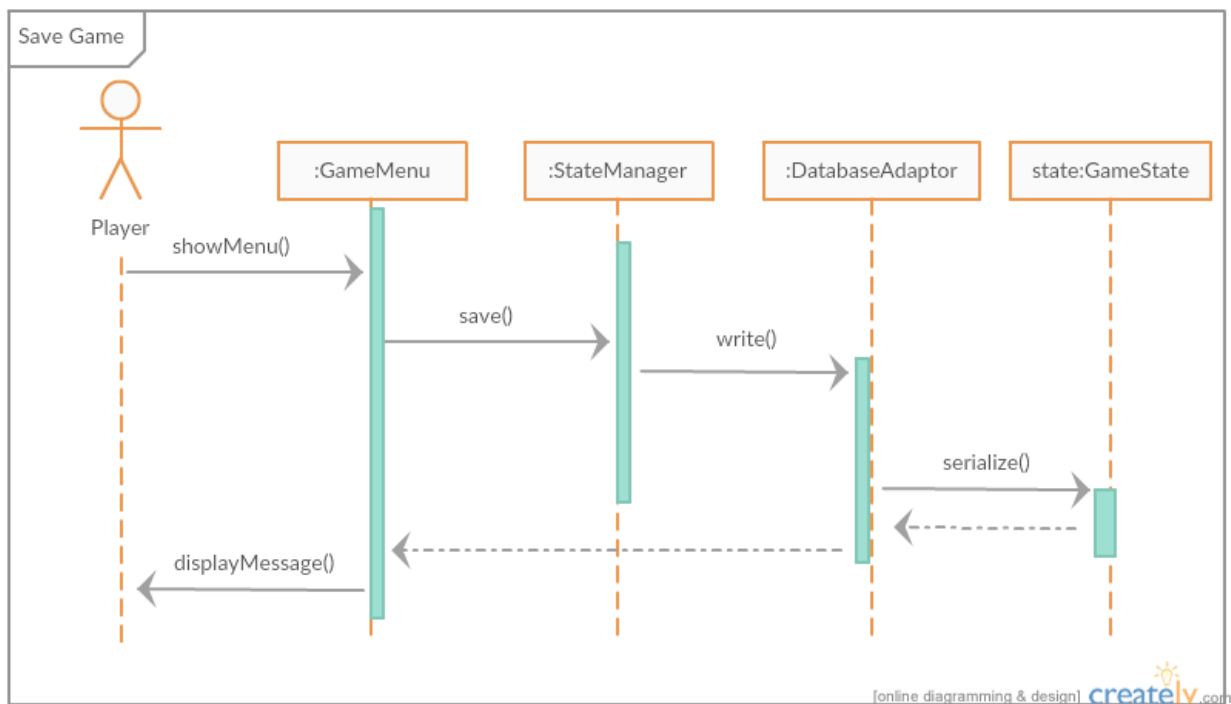 Save Game
:GameMenu
:StateManager
:DatabaseAdaptor
state:GameState
Player
showMenu()
save()
write()
serialize()
displayMessage()
[online diagramming & design] creately.com